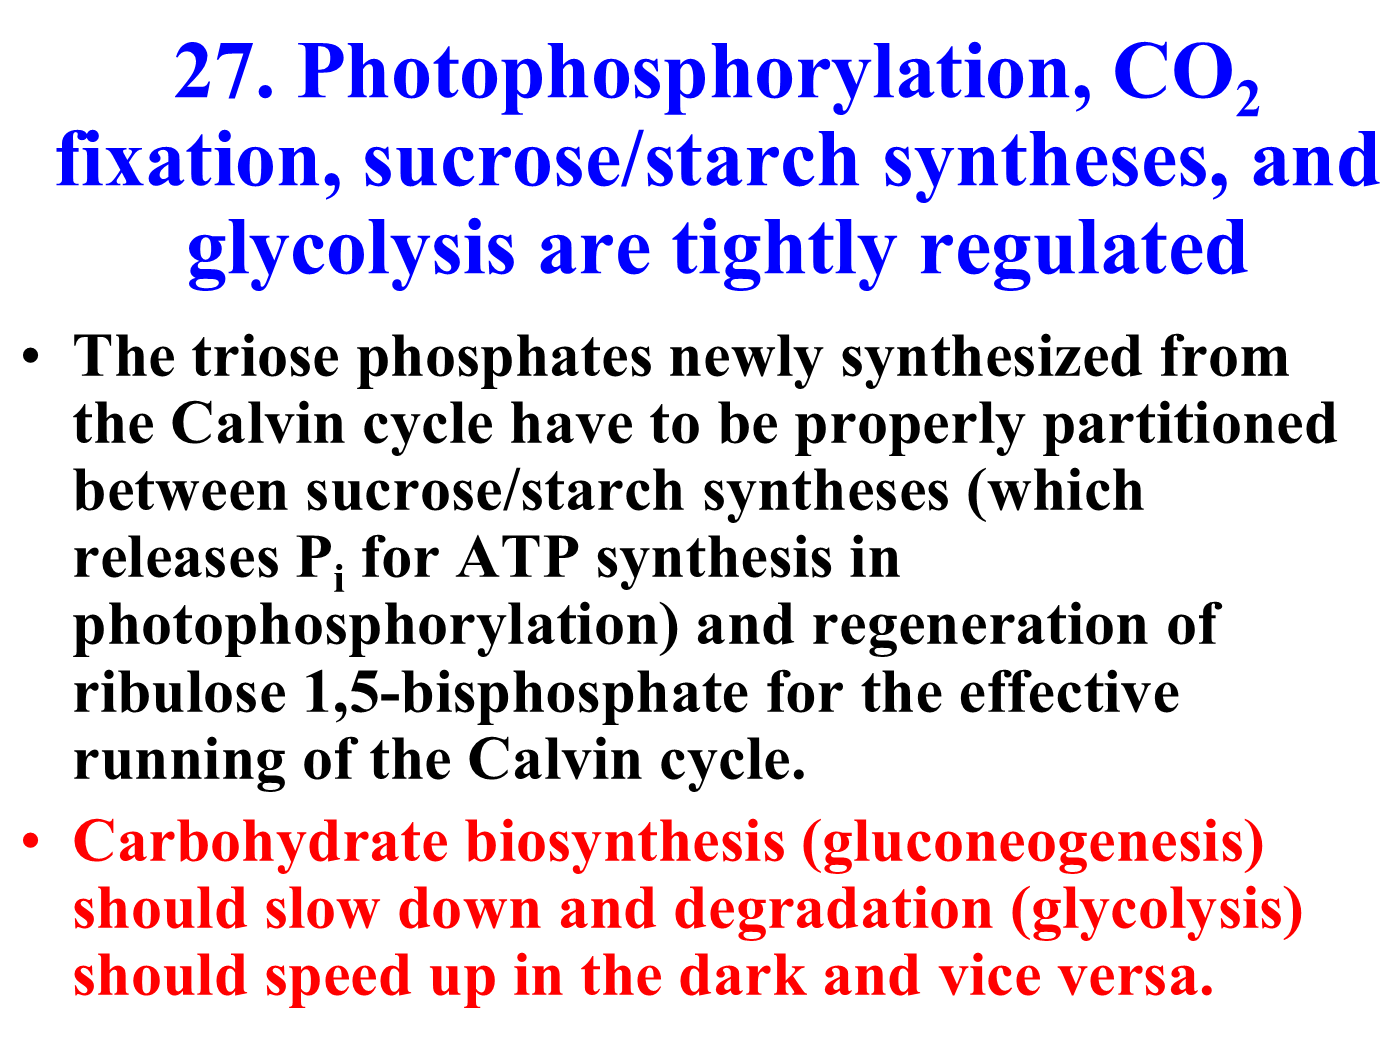 27. Photophosphorylation, CO₂
fixation, sucrose/starch syntheses, and
glycolysis are tightly regulated
• The triose phosphates newly synthesized from
the Calvin cycle have to be properly partitioned
between sucrose/starch syntheses (which
releases Pᵢ for ATP synthesis in
photophosphorylation) and regeneration of
ribulose 1,5-bisphosphate for the effective
running of the Calvin cycle.
• Carbohydrate biosynthesis (gluconeogenesis)
should slow down and degradation (glycolysis)
should speed up in the dark and vice versa.